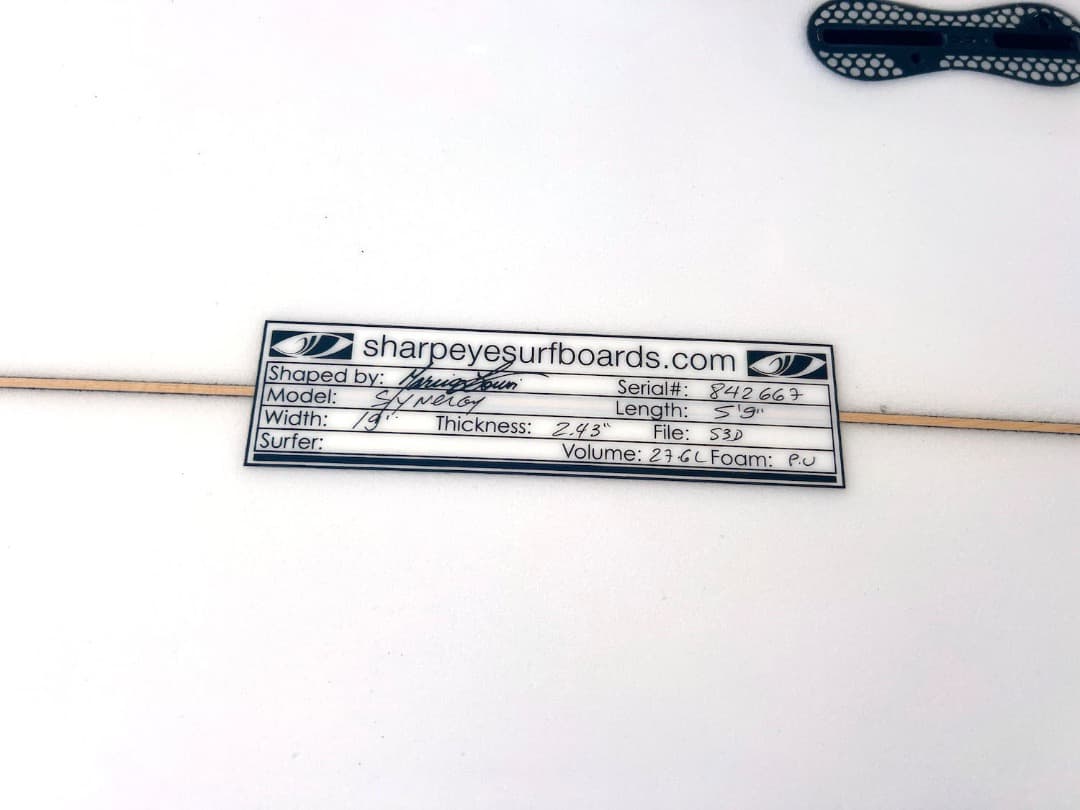 sharpeyesurfboards.com
Shaped by: Serial#: 842667
Model: Synergy Length: 5'9"
Width: 19" Thickness: 2.43" File: S3D
Surfer: Volume: 27.6L Foam: P.U